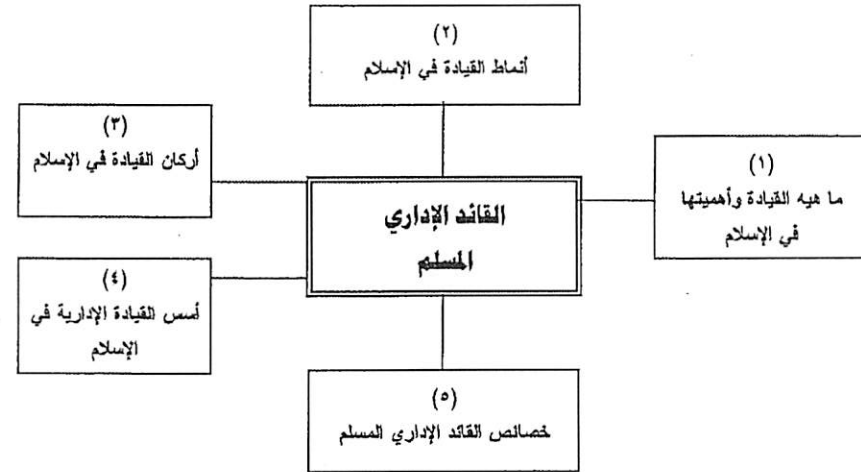 (٢)
أنماط القيادة في الإسلام
(٣)
أركان القيادة في الإسلام
(١)
ما هيه القيادة وأهميتها
في الإسلام
القائد الإداري
المسلم
(٤)
أسس القيادة الإدارية في
الإسلام
(٥)
خصائص القائد الإداري المسلم